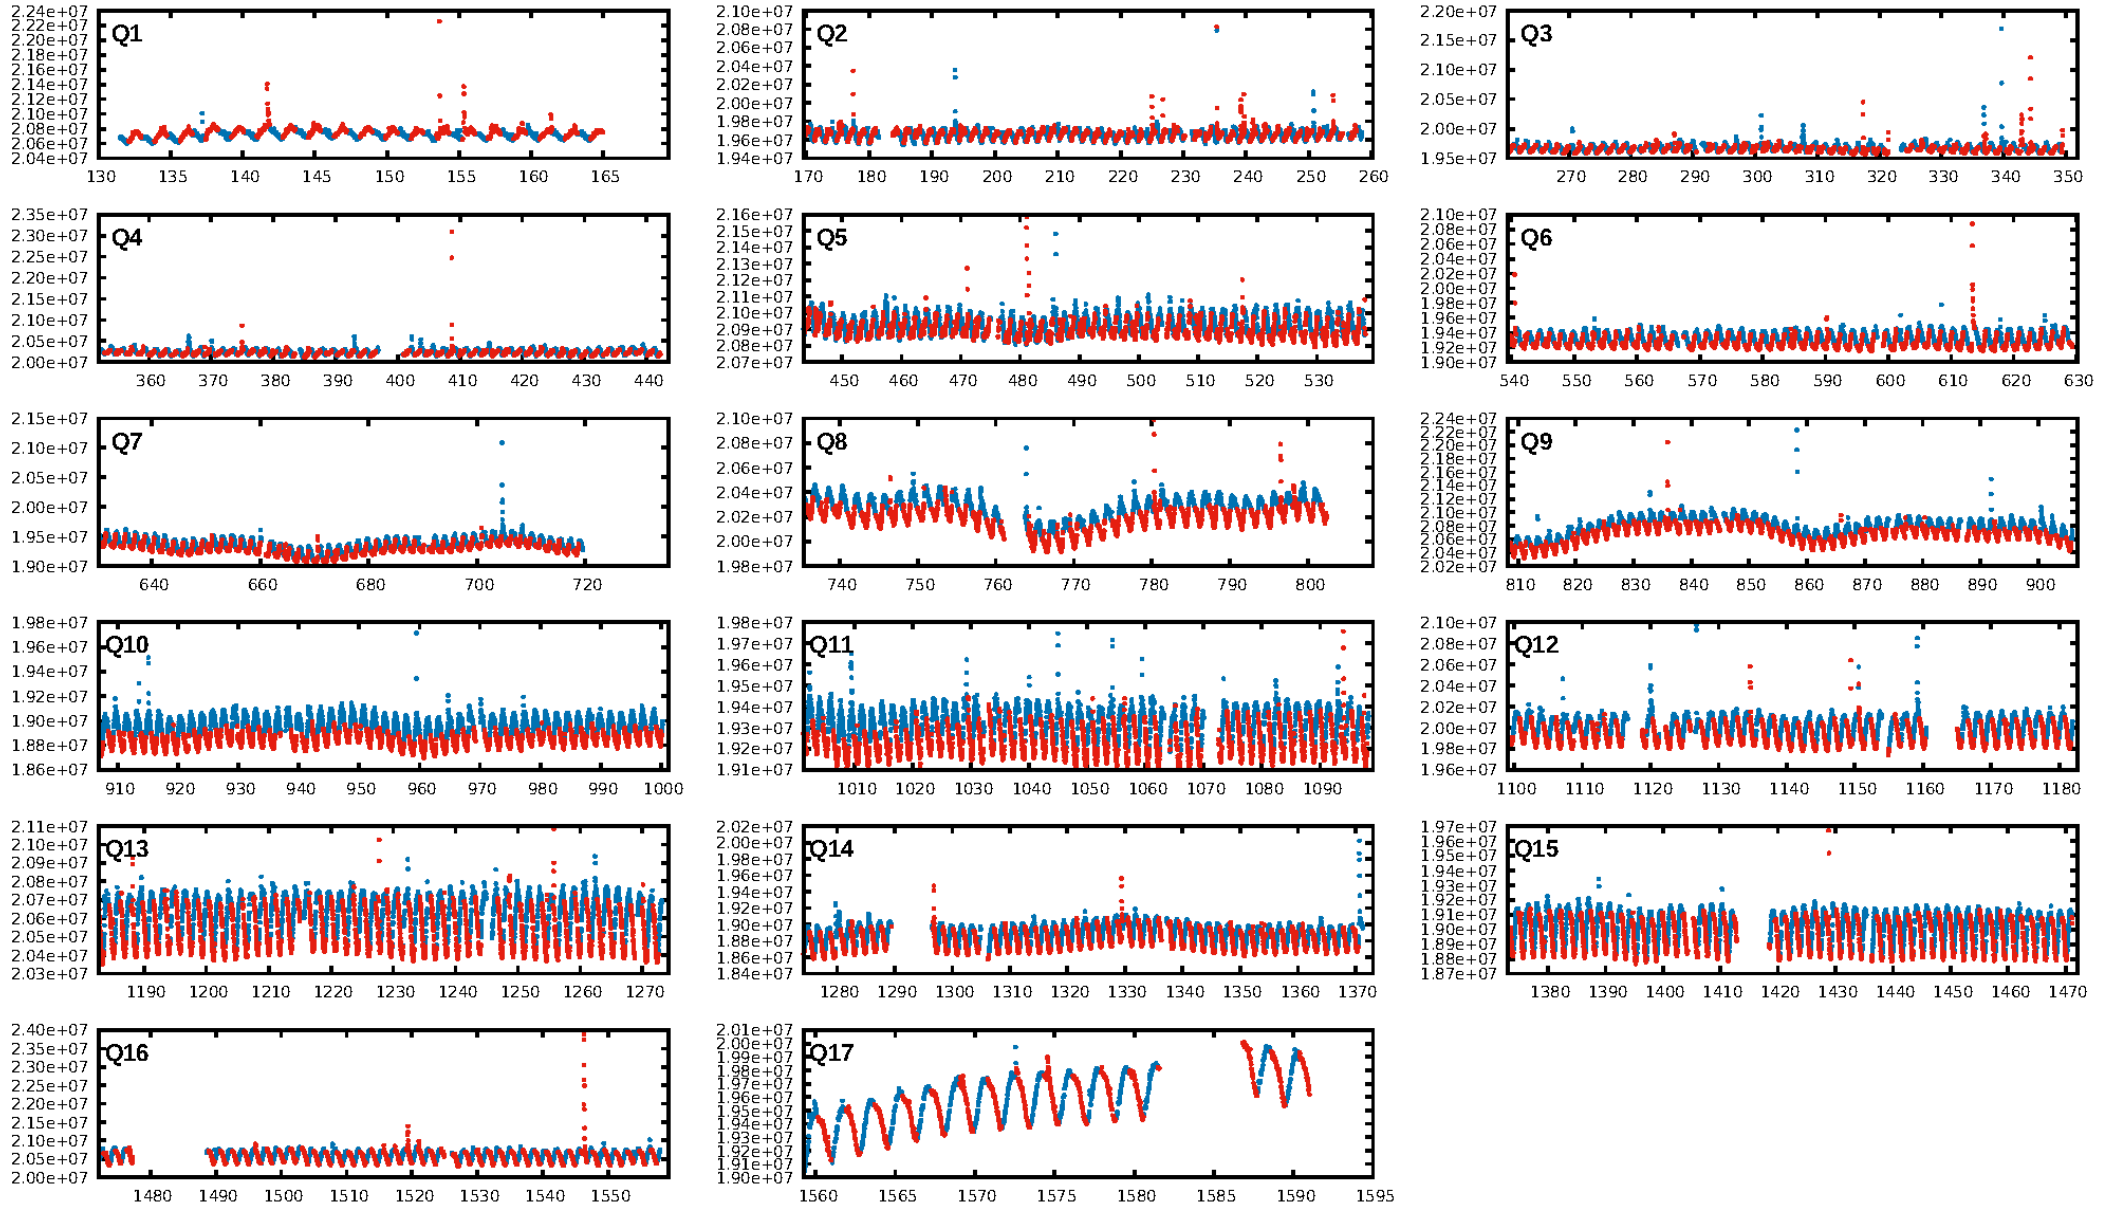 2.24e+07
2.22e+07
2.20e+07
2.18e+07
2.16e+07
2.14e+07
2.12e+07
2.10e+07
2.08e+07
2.06e+07
2.04e+07
Q1
130 135 140 145 150 155 160 165
2.10e+07
2.08e+07
2.06e+07
2.04e+07
2.02e+07
2.00e+07
1.98e+07
1.96e+07
1.94e+07
Q2
170 180 190 200 210 220 230 240 250 260
2.20e+07
2.15e+07
2.10e+07
2.05e+07
2.00e+07
1.95e+07
Q3
270 280 290 300 310 320 330 340 350
2.35e+07
2.30e+07
2.25e+07
2.20e+07
2.15e+07
2.10e+07
2.05e+07
2.00e+07
Q4
360 370 380 390 400 410 420 430 440
2.16e+07
2.15e+07
2.14e+07
2.13e+07
2.12e+07
2.11e+07
2.10e+07
2.09e+07
2.08e+07
2.07e+07
Q5
450 460 470 480 490 500 510 520 530
2.10e+07
2.08e+07
2.06e+07
2.04e+07
2.02e+07
2.00e+07
1.98e+07
1.96e+07
1.94e+07
1.92e+07
1.90e+07
Q6
540 550 560 570 580 590 600 610 620 630
2.15e+07
2.10e+07
2.05e+07
2.00e+07
1.95e+07
1.90e+07
Q7
640 660 680 700 720
2.10e+07
2.08e+07
2.06e+07
2.04e+07
2.02e+07
2.00e+07
1.98e+07
Q8
740 750 760 770 780 790 800
2.24e+07
2.22e+07
2.20e+07
2.18e+07
2.16e+07
2.14e+07
2.12e+07
2.10e+07
2.08e+07
2.06e+07
2.04e+07
2.02e+07
Q9
810 820 830 840 850 860 870 880 890 900
1.98e+07
1.96e+07
1.94e+07
1.92e+07
1.90e+07
1.88e+07
1.86e+07
Q10
910 920 930 940 950 960 970 980 990 1000
1.98e+07
1.97e+07
1.96e+07
1.95e+07
1.94e+07
1.93e+07
1.92e+07
1.91e+07
Q11
1010 1020 1030 1040 1050 1060 1070 1080 1090
2.10e+07
2.08e+07
2.06e+07
2.04e+07
2.02e+07
2.00e+07
1.98e+07
1.96e+07
Q12
1100 1110 1120 1130 1140 1150 1160 1170 1180
2.11e+07
2.10e+07
2.09e+07
2.08e+07
2.07e+07
2.06e+07
2.05e+07
2.04e+07
2.03e+07
Q13
1190 1200 1210 1220 1230 1240 1250 1260 1270
2.02e+07
2.00e+07
1.98e+07
1.96e+07
1.94e+07
1.92e+07
1.90e+07
1.88e+07
1.86e+07
1.84e+07
Q14
1280 1290 1300 1310 1320 1330 1340 1350 1360 1370
1.97e+07
1.96e+07
1.95e+07
1.94e+07
1.93e+07
1.92e+07
1.91e+07
1.90e+07
1.89e+07
1.88e+07
1.87e+07
Q15
1380 1390 1400 1410 1420 1430 1440 1450 1460 1470
2.40e+07
2.35e+07
2.30e+07
2.25e+07
2.20e+07
2.15e+07
2.10e+07
2.05e+07
2.00e+07
Q16
1480 1490 1500 1510 1520 1530 1540 1550
2.01e+07
2.00e+07
1.99e+07
1.98e+07
1.97e+07
1.96e+07
1.95e+07
1.94e+07
1.93e+07
1.92e+07
1.91e+07
1.90e+07
Q17
1560 1565 1570 1575 1580 1585 1590 1595